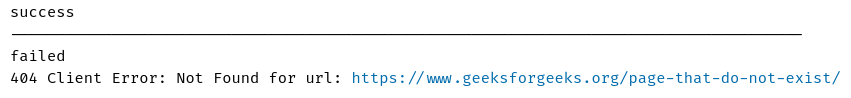 success
--------------------------------------------------------------------------------
failed
404 Client Error: Not Found for url: https://www.geeksforgeeks.org/page-that-do-not-exist/